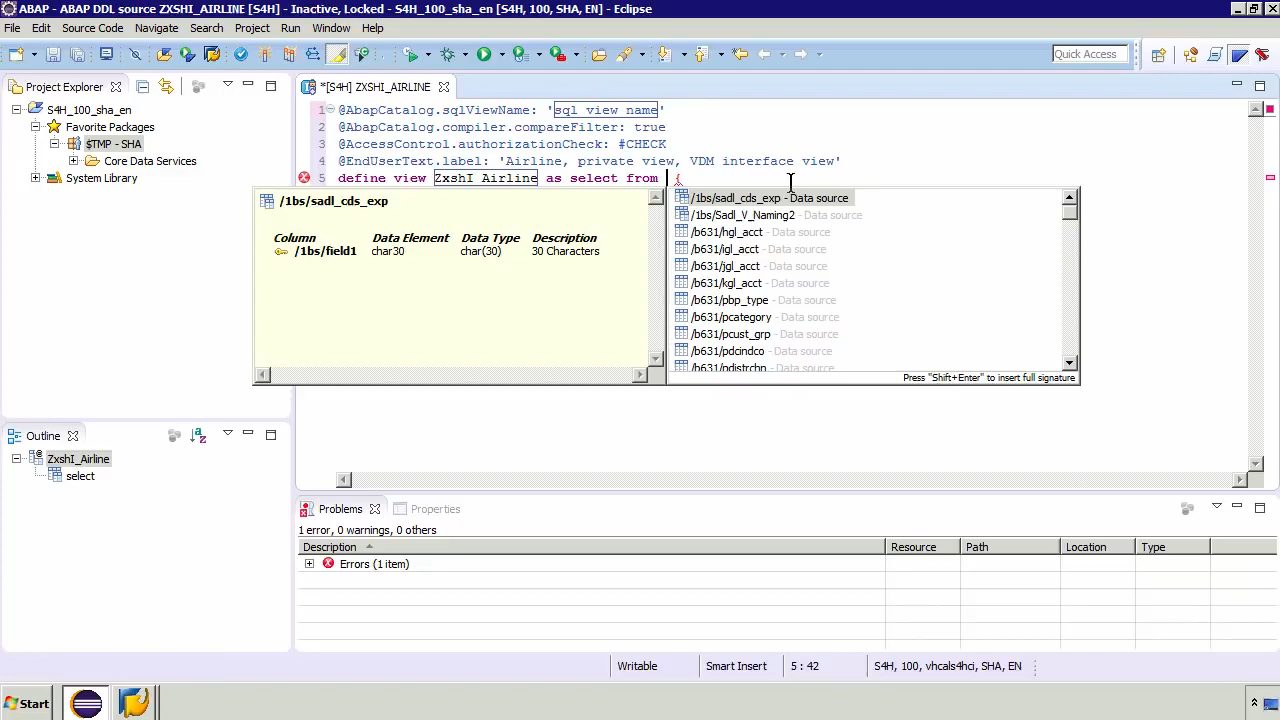 ABAP - ABAP DDL source ZXSHI_AIRLINE [S4H] - Inactive, Locked - S4H_100_sha_en [S4H, 100, SHA, EN] - Eclipse
File Edit Source Code Navigate Search Project Run Window Help
Quick Access
Project Explorer
S4H_100_sha_en
Favorite Packages
$TMP - SHA
Core Data Services
System Library
*[S4H] ZXSHI_AIRLINE
1 @AbapCatalog.sqlViewName: 'sql_view_name'
2 @AbapCatalog.compiler.compareFilter: true
3 @AccessControl.authorizationCheck: #CHECK
4 @EndUserText.label: 'Airline, private view, VDM interface view'
5 define view ZxshI_Airline as select from {
/1bs/sadl_cds_exp
Column Data Element Data Type Description
/1bs/field1 char30 char(30) 30 Characters
/1bs/sadl_cds_exp - Data source
/1bs/Sadl_V_Naming2 - Data source
/b631/hgl_acct - Data source
/b631/igl_acct - Data source
/b631/jgl_acct - Data source
/b631/kgl_acct - Data source
/b631/pbp_type - Data source
/b631/pcategory - Data source
/b631/pcust_grp - Data source
/b631/pdcindco - Data source
/b631/pdistrchn - Data source
Press "Shift+Enter" to insert full signature
Outline
ZxshI_Airline
select
Problems Properties
1 error, 0 warnings, 0 others
Description Resource Path Location Type
Errors (1 item)
Writable Smart Insert 5 : 42 S4H, 100, vhcals4hci, SHA, EN
Start